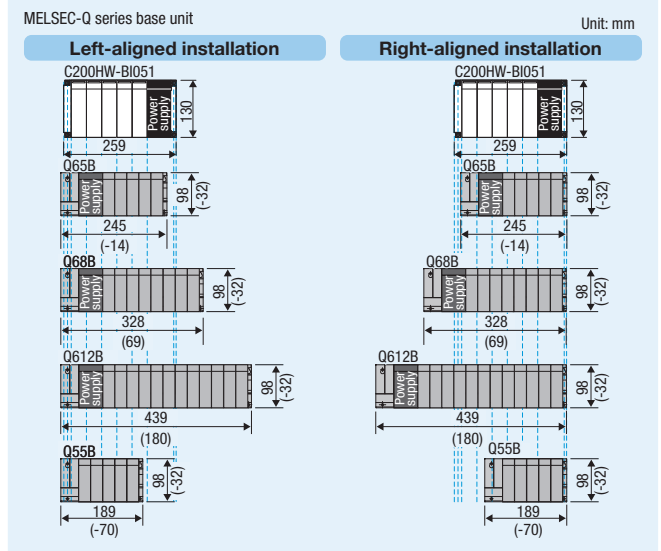 MELSEC-Q series base unit
Unit: mm
Left-aligned installation
C200HW-BI051
Power supply
130
259
Q65B
Power supply
98
(-32)
245
(-14)
Q68B
Power supply
98
(-32)
328
(69)
Q612B
Power supply
98
(-32)
439
(180)
Q55B
98
(-32)
189
(-70)
Right-aligned installation
C200HW-BI051
Power supply
130
259
Q65B
Power supply
98
(-32)
245
(-14)
Q68B
Power supply
98
(-32)
328
(69)
Q612B
Power supply
98
(-32)
439
(180)
Q55B
98
(-32)
189
(-70)